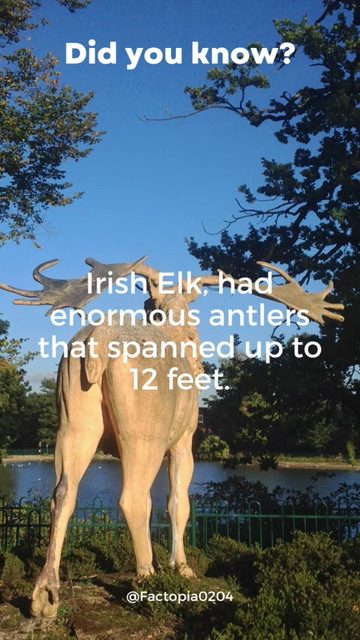 Did you know?
Irish Elk, had
enormous antlers
that spanned up to
12 feet.
@Factopia0204